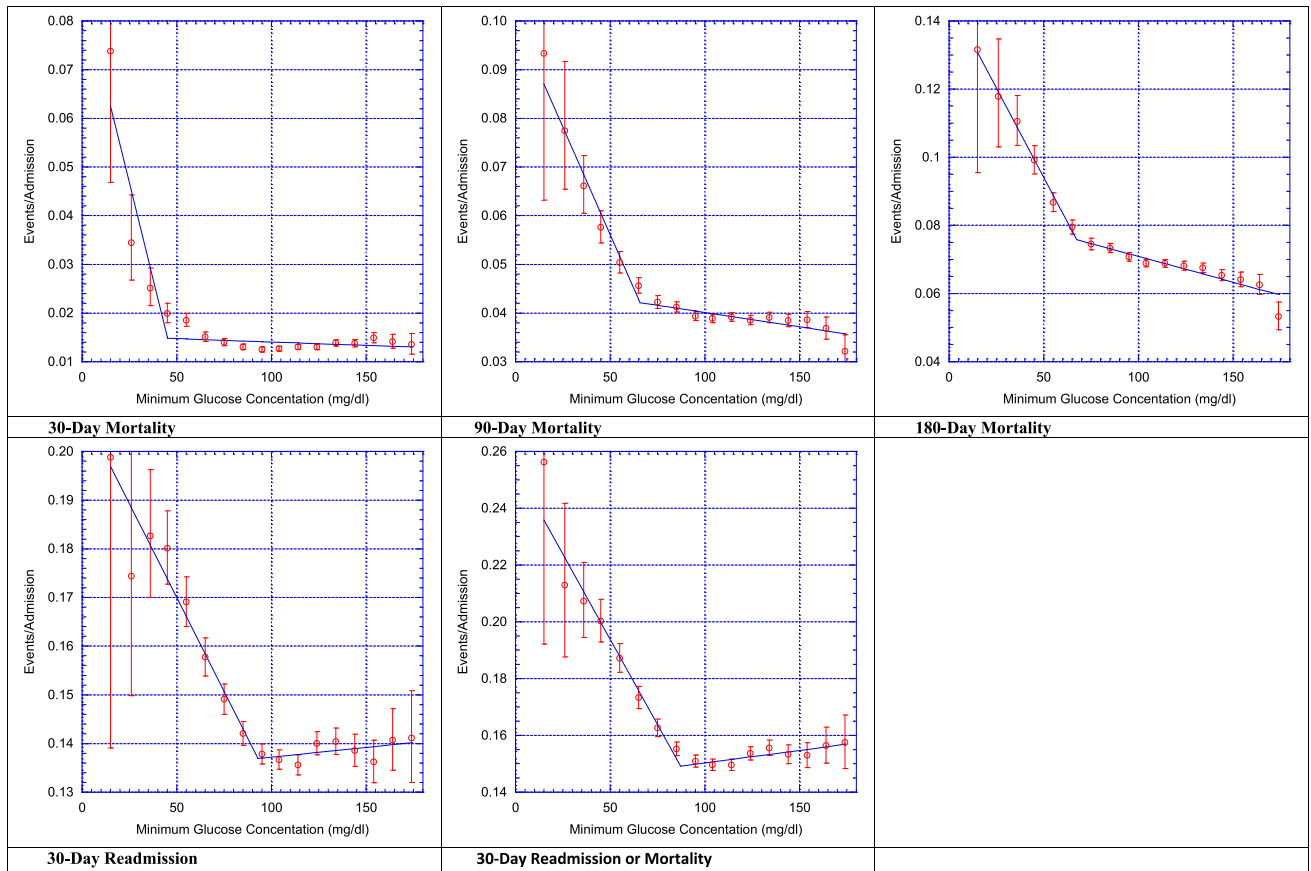 0.08
0.07
0.06
0.05
0.04
0.03
0.02
0.01
Events/Admission
0 50 100 150
Minimum Glucose Concentation (mg/dl)
30-Day Mortality
0.10
0.09
0.08
0.07
0.06
0.05
0.04
0.03
Events/Admission
0 50 100 150
Minimum Glucose Concentation (mg/dl)
90-Day Mortality
0.14
0.12
0.1
0.08
0.06
0.04
Events/Admission
0 50 100 150
Minimum Glucose Concentation (mg/dl)
180-Day Mortality
0.20
0.19
0.18
0.17
0.16
0.15
0.14
0.13
Events/Admission
0 50 100 150
Minimum Glucose Concentation (mg/dl)
30-Day Readmission
0.26
0.24
0.22
0.20
0.18
0.16
0.14
Events/Admission
0 50 100 150
Minimum Glucose Concentation (mg/dl)
30-Day Readmission or Mortality